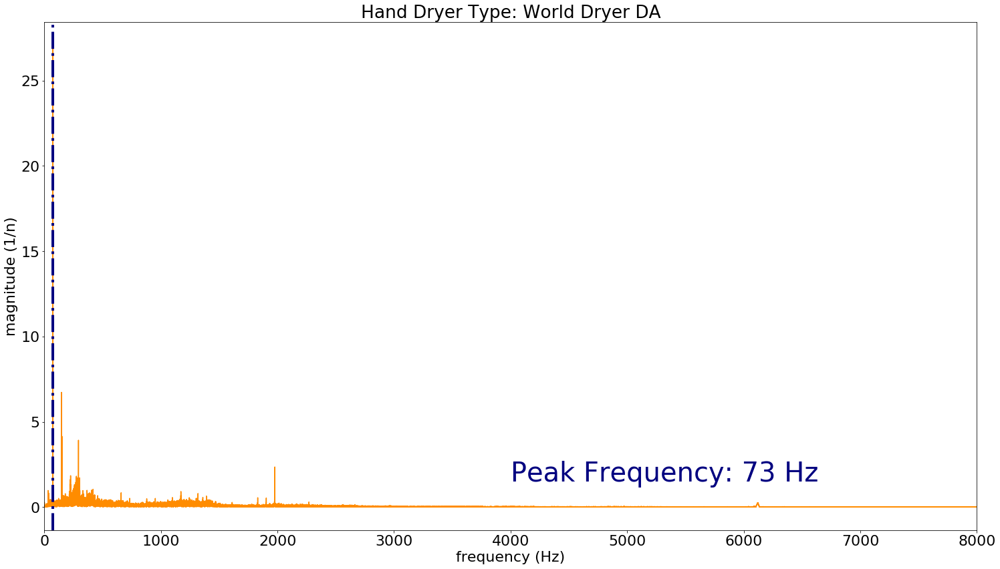 Hand Dryer Type: World Dryer DA
25
20
15
10
5
0
magnitude (1/n)
Peak Frequency: 73 Hz
0 1000 2000 3000 4000 5000 6000 7000 8000
frequency (Hz)